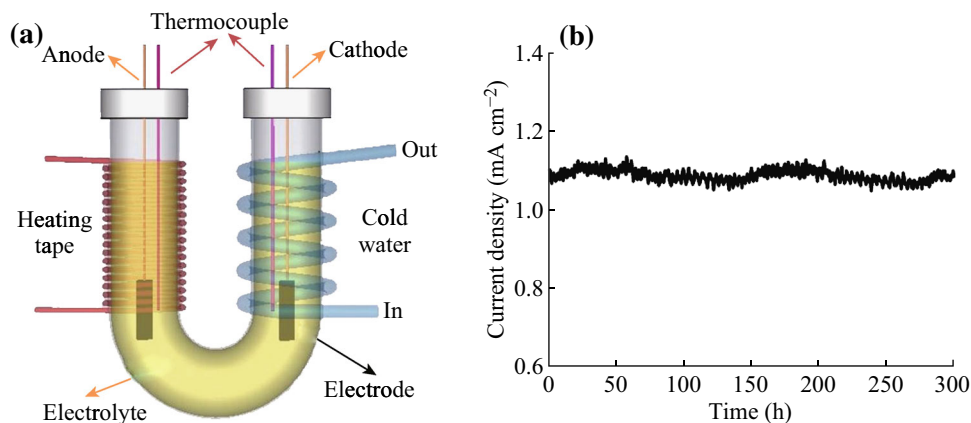 (a)
Thermocouple
Anode
Cathode
Out
Heating
tape
Cold
water
In
Electrolyte
Electrode
(b)
Current density (mA cm⁻²)
1.4
1.2
1.0
0.8
0.6
0 50 100 150 200 250 300
Time (h)